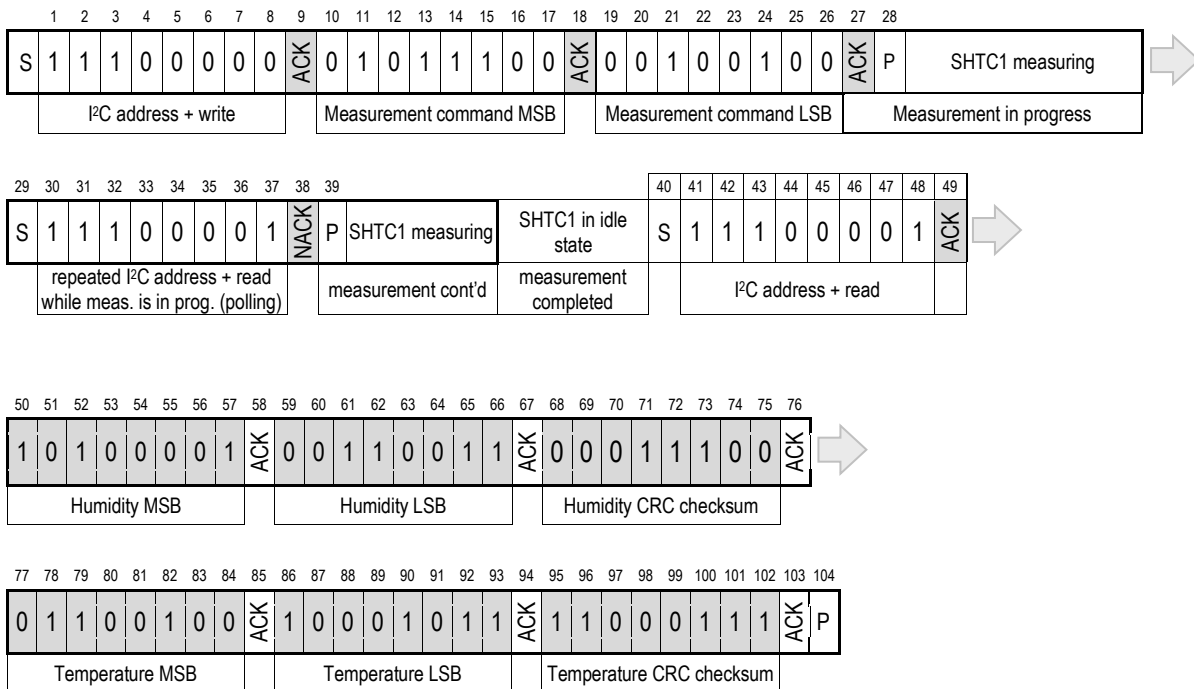 1 2 3 4 5 6 7 8 9 10 11 12 13 14 15 16 17 18 19 20 21 22 23 24 25 26 27 28
S 1 1 1 0 0 0 0 0 ACK 0 1 0 1 1 1 0 0 ACK 0 0 1 0 0 1 0 0 ACK P SHTC1 measuring
I²C address + write Measurement command MSB Measurement command LSB Measurement in progress
29 30 31 32 33 34 35 36 37 38 39 40 41 42 43 44 45 46 47 48 49
S 1 1 1 0 0 0 0 1 NACK P SHTC1 measuring SHTC1 in idle state S 1 1 1 0 0 0 0 1 ACK
repeated I²C address + read
while meas. is in prog. (polling)
measurement cont'd
measurement
completed
I²C address + read
50 51 52 53 54 55 56 57 58 59 60 61 62 63 64 65 66 67 68 69 70 71 72 73 74 75 76
1 0 1 0 0 0 0 1 ACK 0 0 1 1 0 0 1 1 ACK 0 0 0 1 1 1 0 0 ACK
Humidity MSB Humidity LSB Humidity CRC checksum
77 78 79 80 81 82 83 84 85 86 87 88 89 90 91 92 93 94 95 96 97 98 99 100 101 102 103 104
0 1 1 0 0 1 0 0 ACK 1 0 0 0 1 0 1 1 ACK 1 1 0 0 0 1 1 1 ACK P
Temperature MSB Temperature LSB Temperature CRC checksum